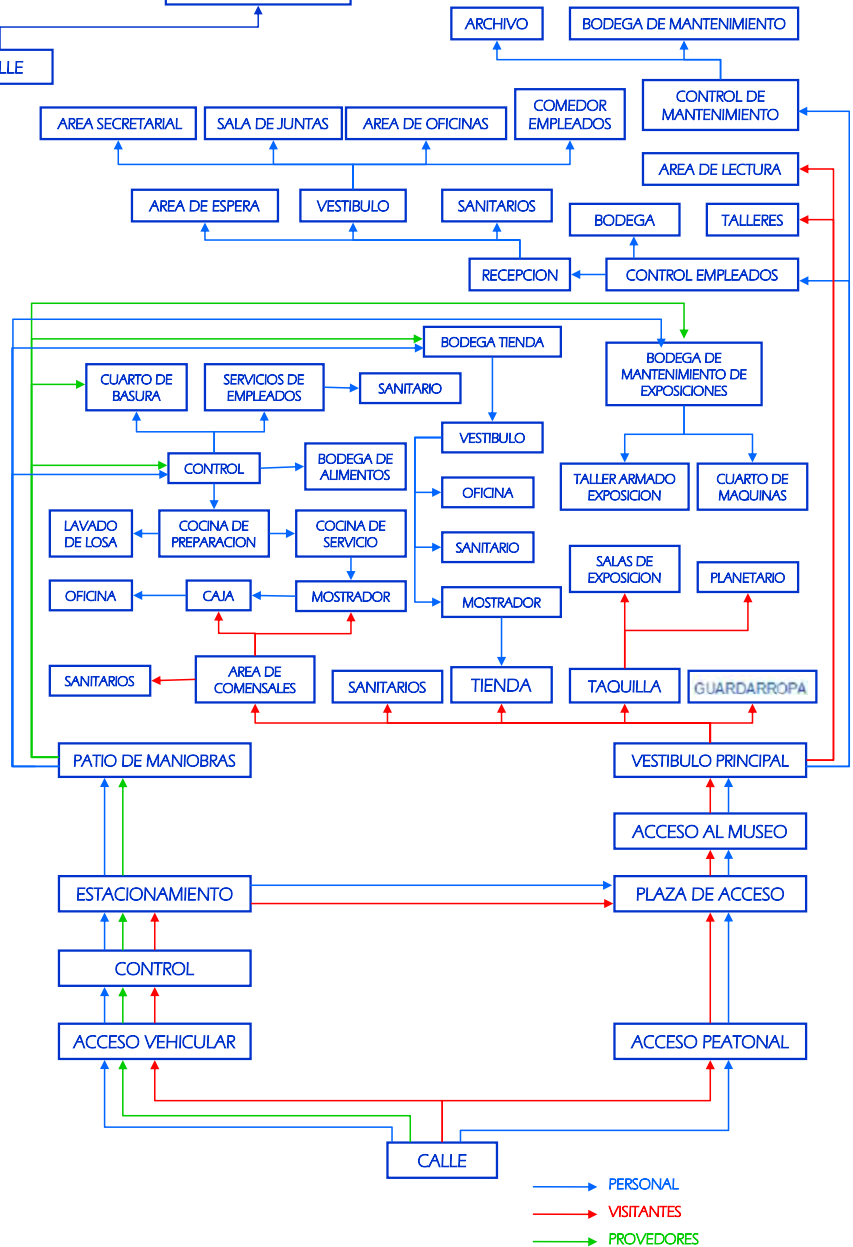 ARCHIVO
BODEGA DE MANTENIMIENTO
LLE
CONTROL DE
MANTENIMIENTO
COMEDOR
EMPLEADOS
AREA SECRETARIAL
SALA DE JUNTAS
AREA DE OFICINAS
AREA DE LECTURA
AREA DE ESPERA
VESTIBULO
SANITARIOS
BODEGA
TALLERES
RECEPCION
CONTROL EMPLEADOS
BODEGA TIENDA
BODEGA DE
MANTENIMIENTO DE
EXPOSICIONES
CUARTO DE
BASURA
SERVICIOS DE
EMPLEADOS
SANITARIO
VESTIBULO
CONTROL
BODEGA DE
ALIMENTOS
TALLER ARMADO
EXPOSICION
CUARTO DE
MAQUINAS
OFICINA
LAVADO
DE LOSA
COCINA DE
PREPARACION
COCINA DE
SERVICIO
SANITARIO
SALAS DE
EXPOSICION
PLANETARIO
OFICINA
CAJA
MOSTRADOR
MOSTRADOR
SANITARIOS
AREA DE
COMENSALES
SANITARIOS
TIENDA
TAQUILLA
GUARDARROPA
PATIO DE MANIOBRAS
VESTIBULO PRINCIPAL
ACCESO AL MUSEO
ESTACIONAMIENTO
PLAZA DE ACCESO
CONTROL
ACCESO VEHICULAR
ACCESO PEATONAL
CALLE
PERSONAL
VISITANTES
PROVEDORES